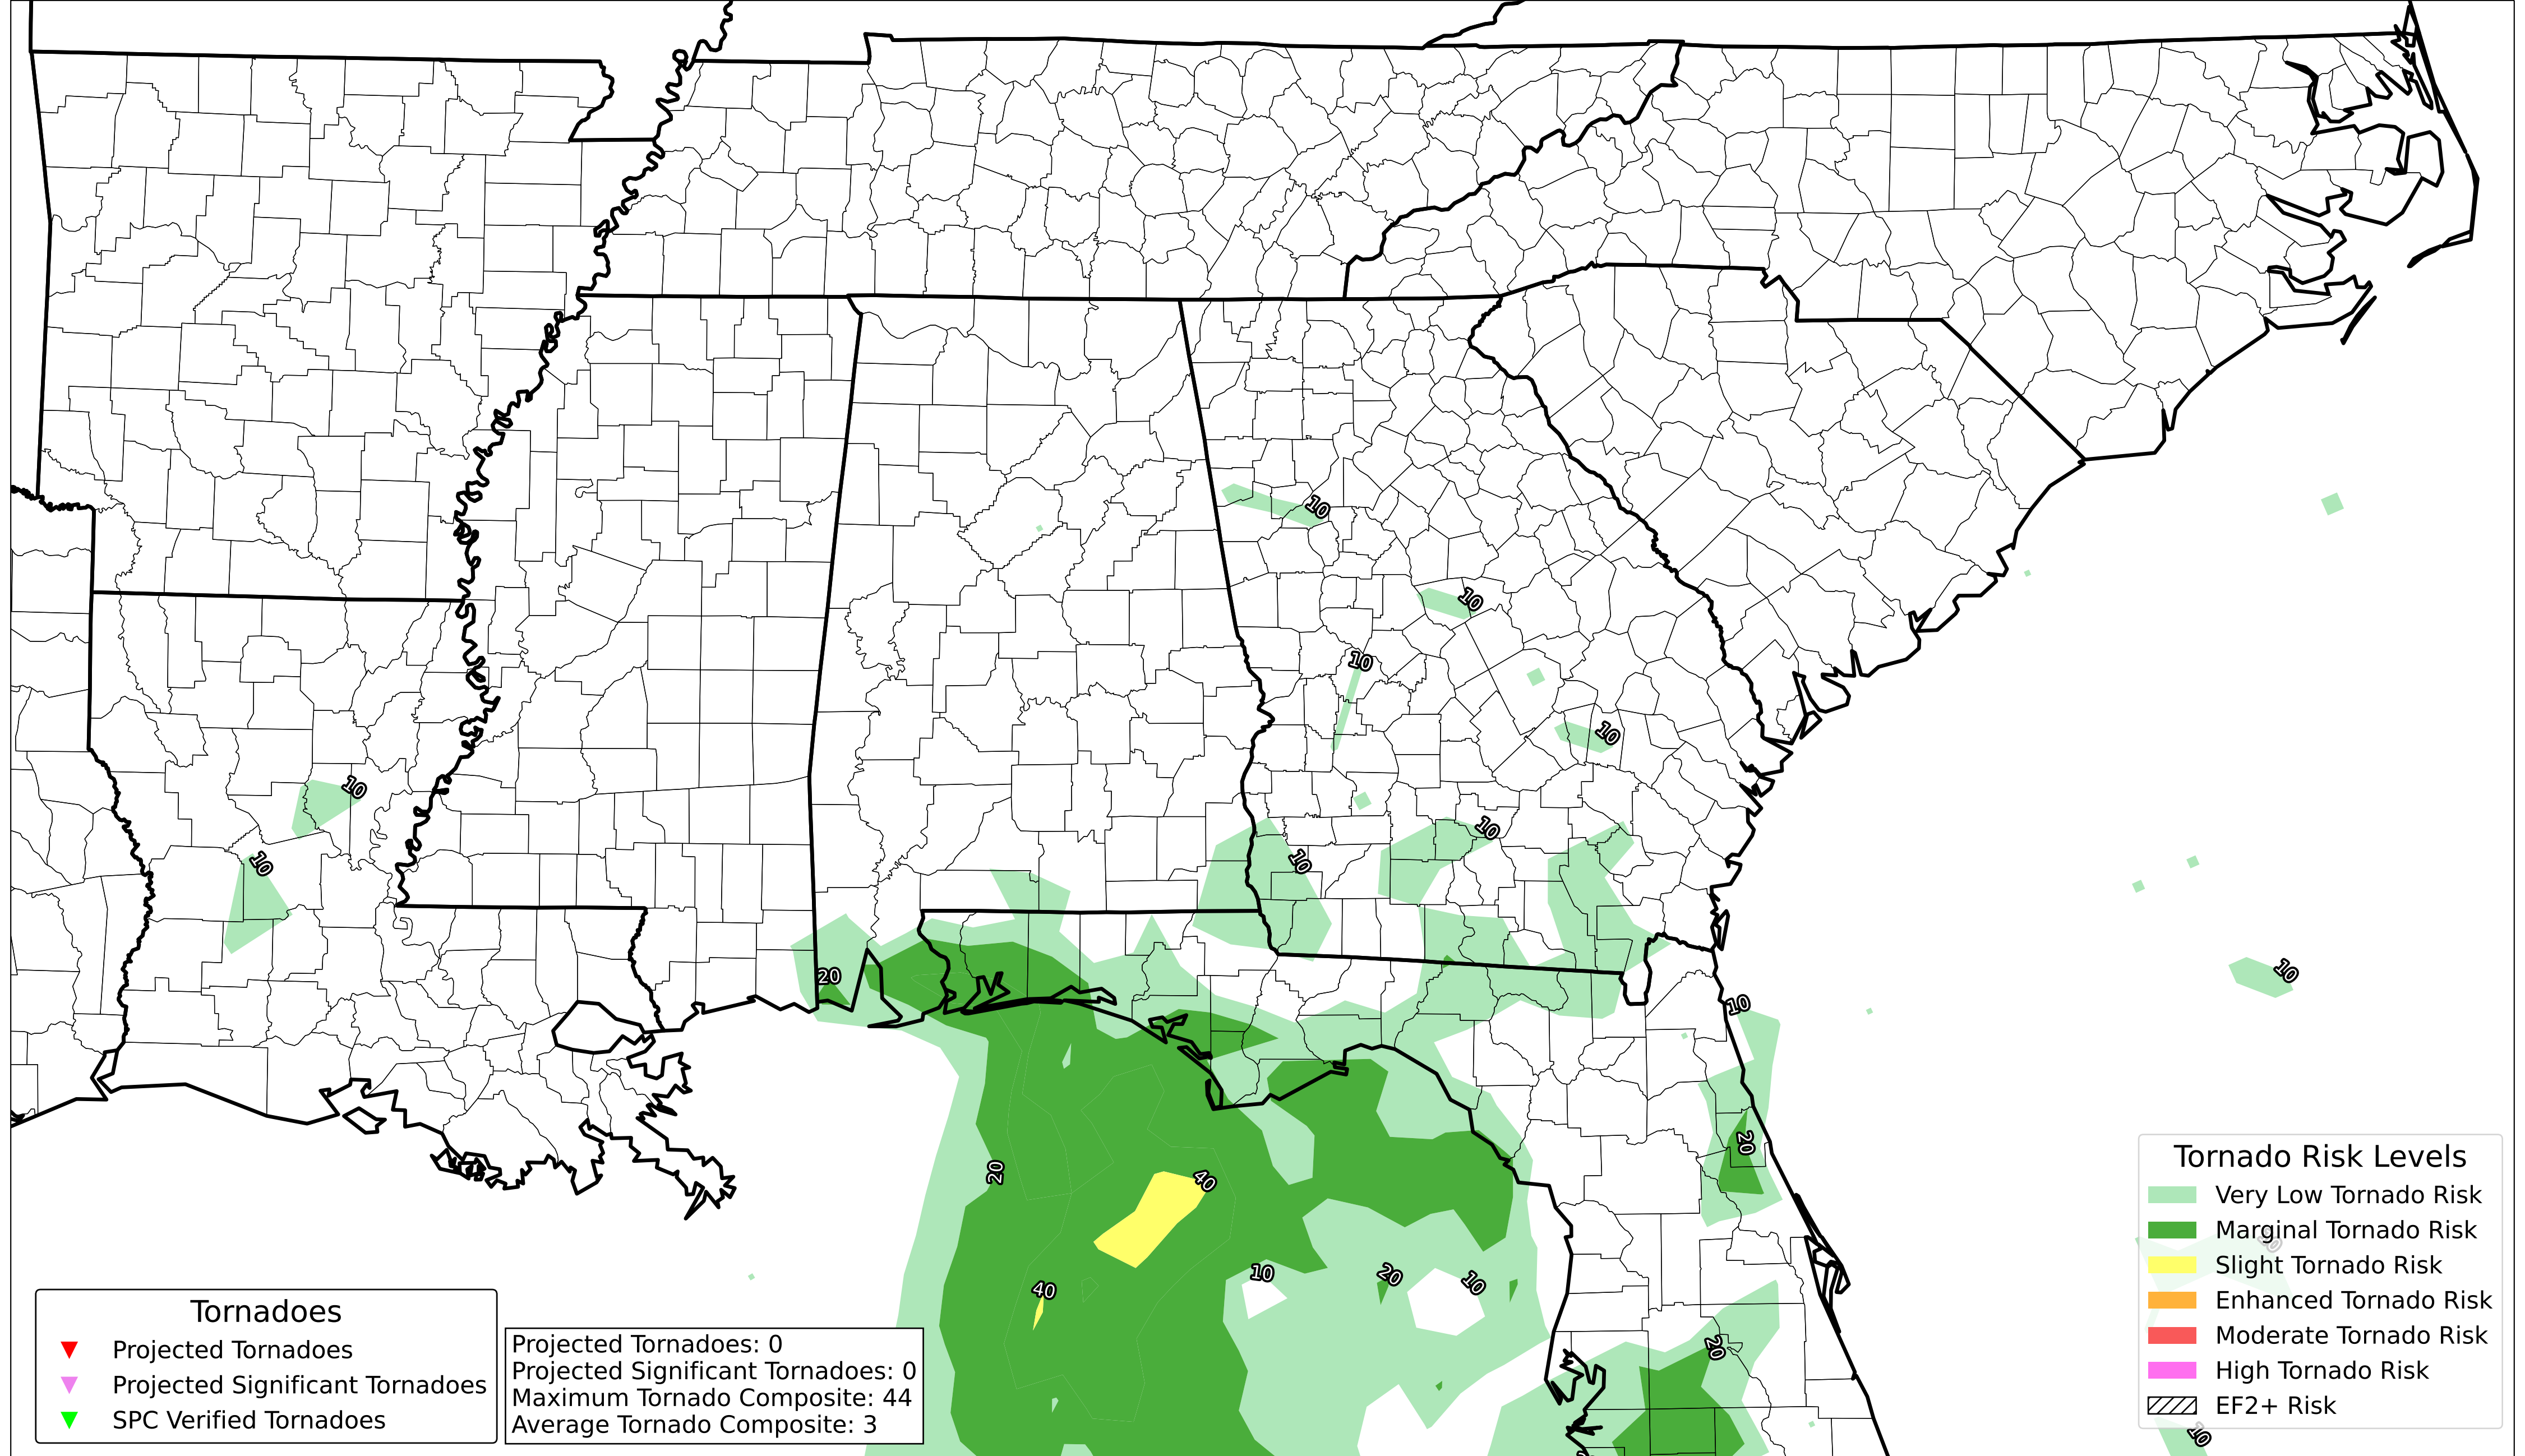 10
10
10
10
10
10
10
10
10
20
10
10
20
20
40
10
40
10
20
10
20
10
Tornado Risk Levels
Very Low Tornado Risk
Marginal Tornado Risk
Slight Tornado Risk
Enhanced Tornado Risk
Moderate Tornado Risk
High Tornado Risk
EF2+ Risk
Tornadoes
Projected Tornadoes
Projected Significant Tornadoes
SPC Verified Tornadoes
Projected Tornadoes: 0
Projected Significant Tornadoes: 0
Maximum Tornado Composite: 44
Average Tornado Composite: 3